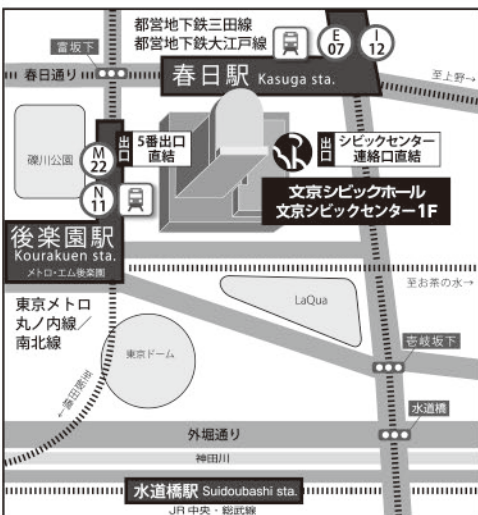 都営地下鉄三田線
都営地下鉄大江戸線
E
07
I
12
富坂下
春日通り
春日駅 Kasuga sta.
至上野→
礫川公園
M
22
N
11
出口
5番出口
直結
出口
シビックセンター
連絡口直結
文京シビックホール
文京シビックセンター1F
後楽園駅
Kourakuen sta.
メトロ・エム後楽園
至お茶の水→
東京メトロ
丸ノ内線／
南北線
LaQua
東京ドーム
壱岐坂下
至飯田橋→
水道橋
外堀通り
神田川
水道橋駅 Suidoubashi sta.
JR 中央・総武線